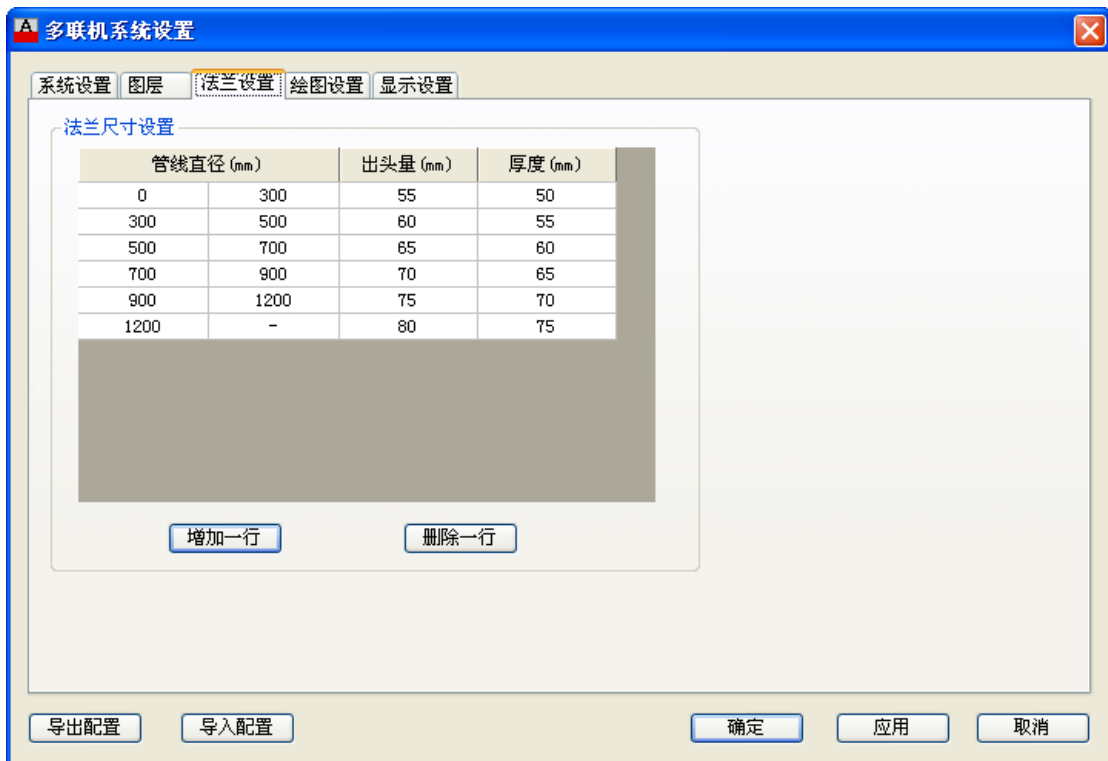 多联机系统设置
系统设置 图层 法兰设置 绘图设置 显示设置
法兰尺寸设置
管线直径(mm) 出头量(mm) 厚度(mm)
0 300 55 50
300 500 60 55
500 700 65 60
700 900 70 65
900 1200 75 70
1200 - 80 75
增加一行 删除一行
导出配置 导入配置 确定 应用 取消